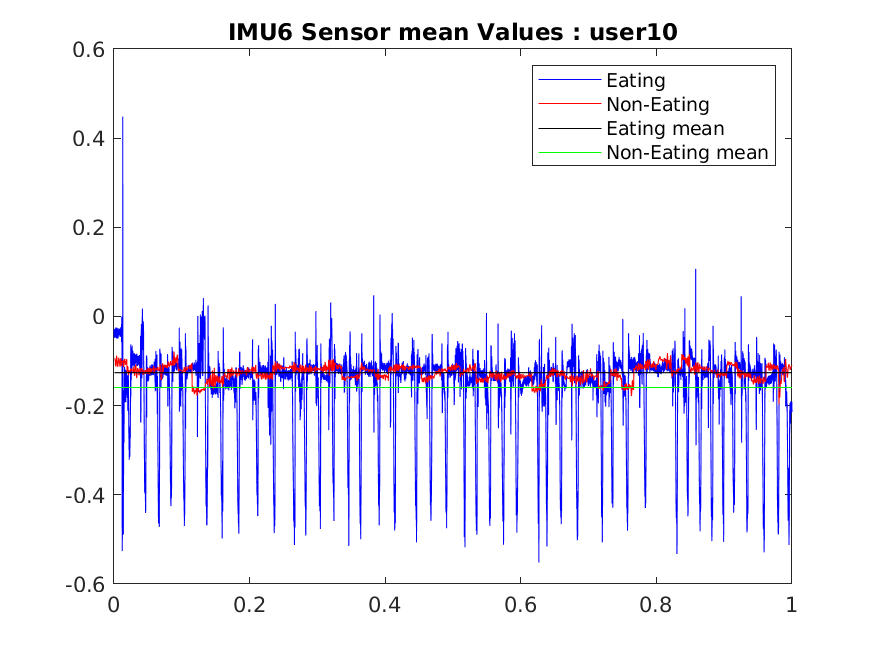 IMU6 Sensor mean Values : user10
0.6
0.4
0.2
0
-0.2
-0.4
-0.6
Eating
Non-Eating
Eating mean
Non-Eating mean
0 0.2 0.4 0.6 0.8 1